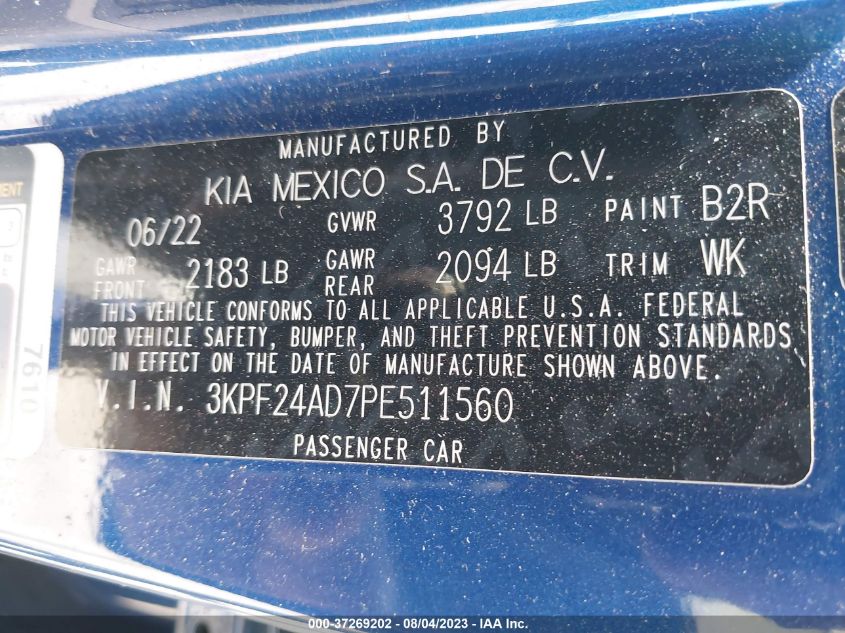 MANUFACTURED BY
KIA MEXICO S.A. DE C.V.
06/22 GVWR 3792 LB PAINT B2R
GAWR FRONT 2183 LB GAWR REAR 2094 LB TRIM WK
THIS VEHICLE CONFORMS TO ALL APPLICABLE U.S.A. FEDERAL
MOTOR VEHICLE SAFETY, BUMPER, AND THEFT PREVENTION STANDARDS
IN EFFECT ON THE DATE OF MANUFACTURE SHOWN ABOVE.
V.I.N. 3KPF24AD7PE511560
PASSENGER CAR
7610
000-37269202 - 08/04/2023 - IAA Inc.